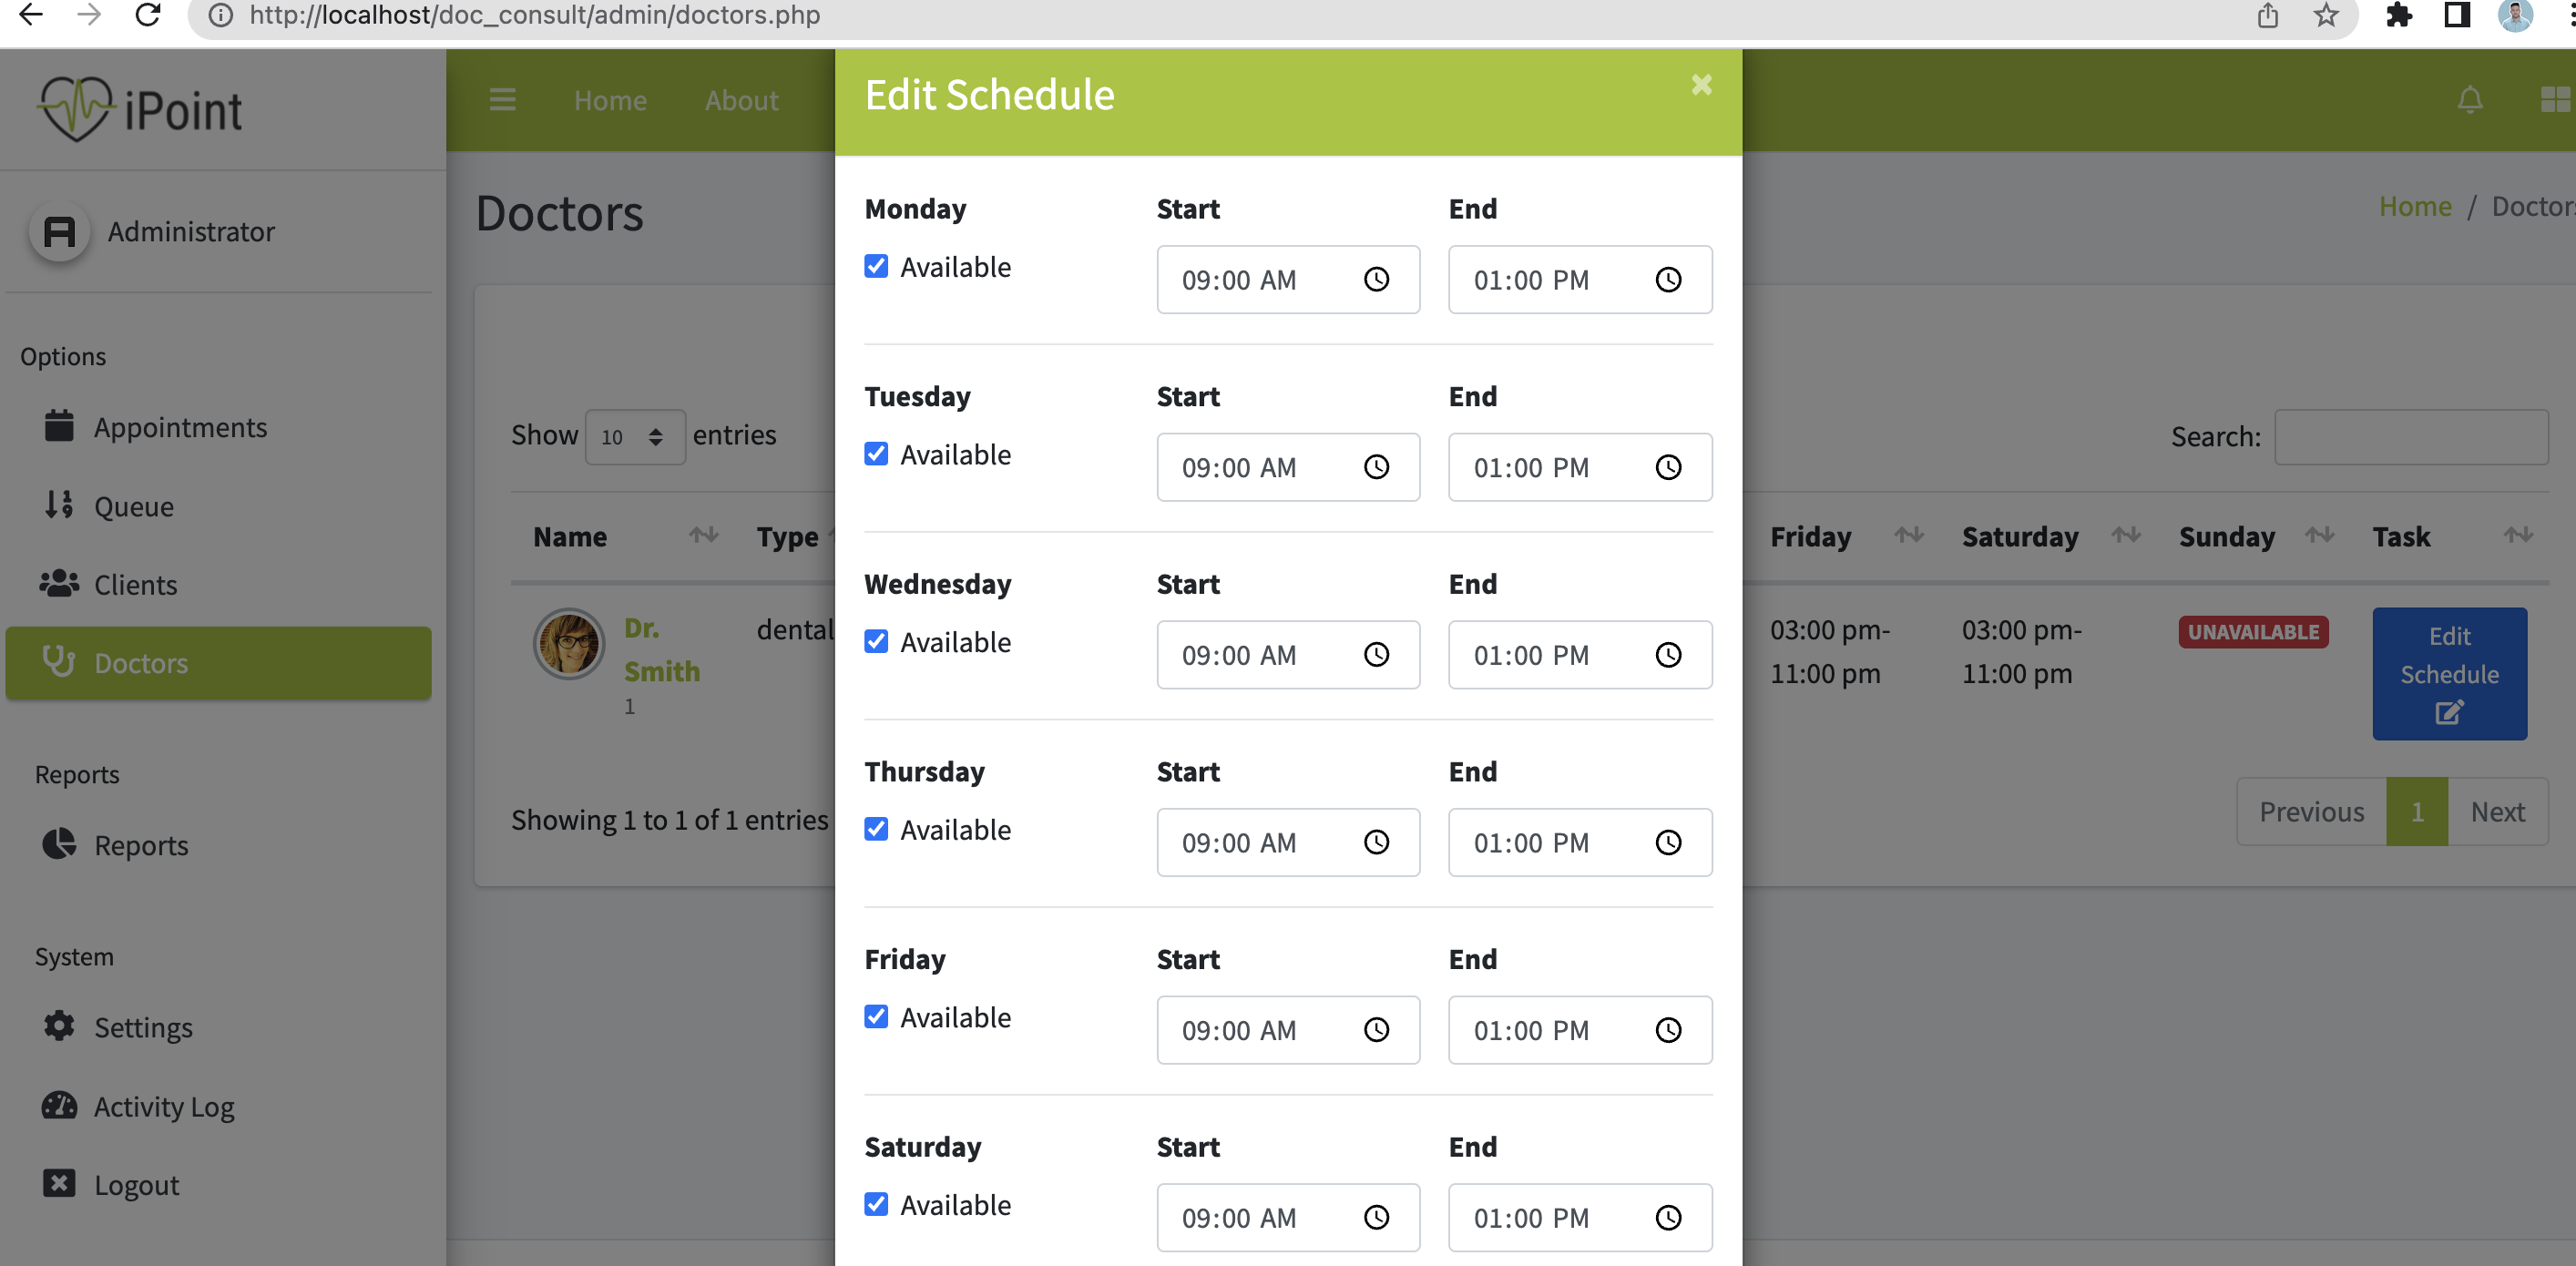 http://localhost/doc_consult/admin/doctors.php
iPoint
Home About
Edit Schedule
Administrator
Doctors
Home /
Options
Appointments
Queue
Clients
Doctors
Reports
Reports
System
Settings
Activity Log
Logout
Show 10 entries
Search:
Name Type
Friday Saturday Sunday Task
Dr.
Smith
1
dental
03:00 pm-
11:00 pm
03:00 pm-
11:00 pm
UNAVAILABLE
Edit
Schedule
Showing 1 to 1 of 1 entries
Previous 1 Next
Monday Start End
Available 09:00 AM 01:00 PM
Tuesday Start End
Available 09:00 AM 01:00 PM
Wednesday Start End
Available 09:00 AM 01:00 PM
Thursday Start End
Available 09:00 AM 01:00 PM
Friday Start End
Available 09:00 AM 01:00 PM
Saturday Start End
Available 09:00 AM 01:00 PM